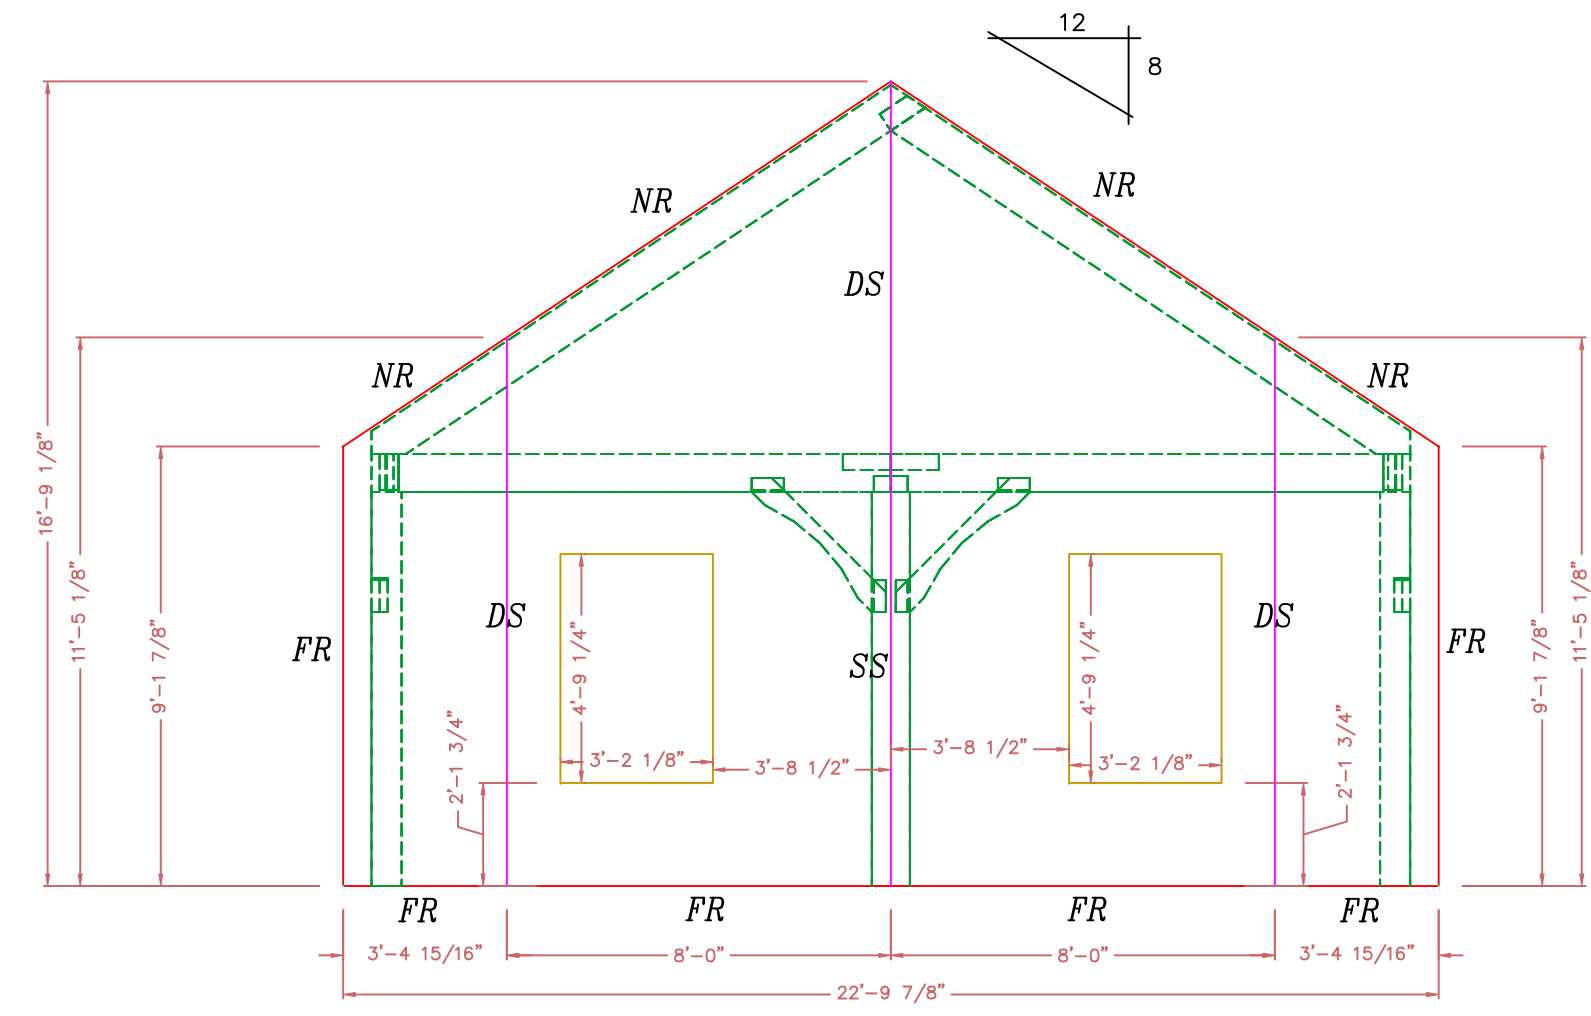 12
8
NR
NR
DS
NR
NR
16'-9 1/8"
11'-5 1/8"
9'-1 7/8"
FR
DS
SS
DS
FR
9'-1 7/8"
11'-5 1/8"
4'-9 1/4"
4'-9 1/4"
2'-1 3/4"
2'-1 3/4"
3'-2 1/8"
3'-8 1/2"
3'-8 1/2"
3'-2 1/8"
FR
FR
FR
FR
3'-4 15/16"
8'-0"
8'-0"
3'-4 15/16"
22'-9 7/8"